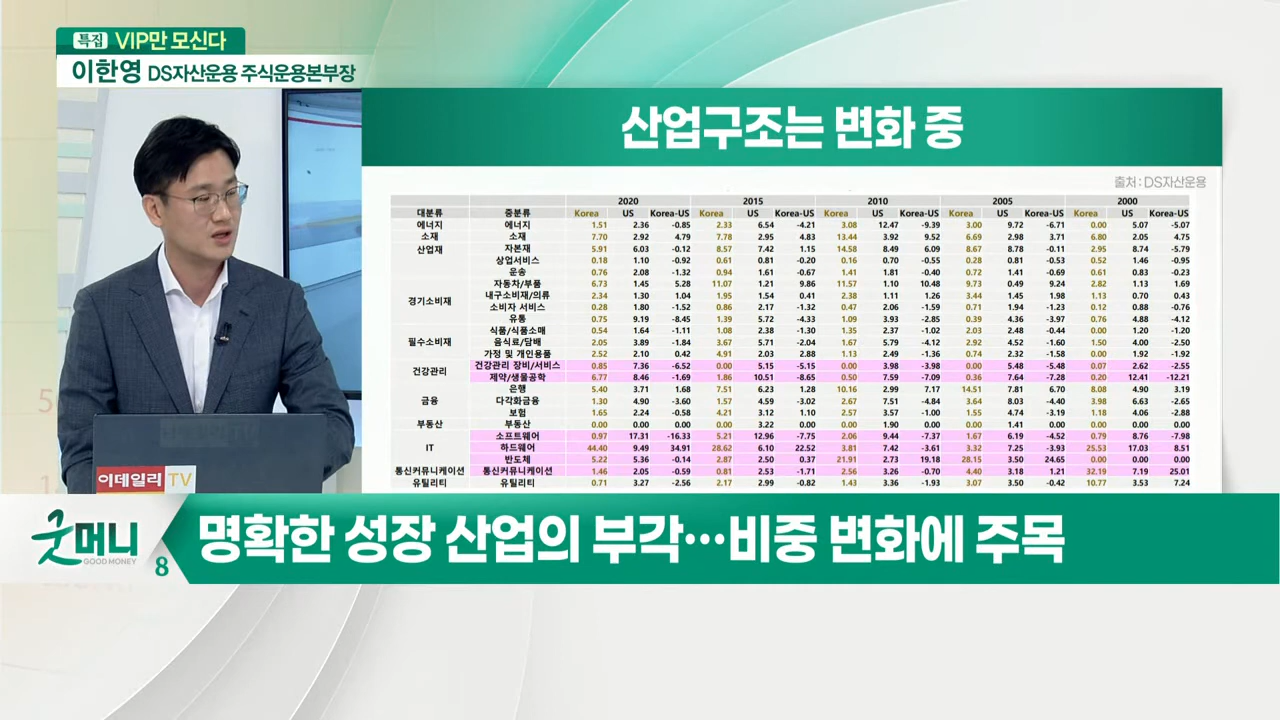 특집 VIP만 모신다
이한영 DS자산운용 주식운용본부장
산업구조는 변화 중
출처 : DS자산운용
2020 2015 2010 2005 2000
대분류 중분류 Korea US Korea-US Korea US Korea-US Korea US Korea-US Korea US Korea-US Korea US Korea-US
에너지 에너지 1.51 2.36 -0.85 2.33 6.54 -4.21 3.08 12.47 -9.39 3.00 9.72 -6.71 0.00 5.07 -5.07
소재 소재 7.70 2.92 4.79 7.78 2.95 4.83 13.44 3.92 9.52 6.69 2.98 3.71 6.80 2.05 4.75
산업재 자본재 5.91 6.03 -0.12 8.57 7.42 1.15 14.58 8.49 6.09 8.67 8.78 -0.11 2.95 8.74 -5.79
상업서비스 0.18 1.10 -0.92 0.61 0.81 -0.20 0.16 0.70 -0.55 0.28 0.81 -0.53 0.52 1.46 -0.95
운송 0.76 2.08 -1.32 0.94 1.61 -0.67 1.41 1.81 -0.40 0.72 1.41 -0.69 0.61 0.83 -0.23
자동차/부품 6.73 1.45 5.28 11.07 1.21 9.86 11.57 1.10 10.48 9.73 0.49 9.24 2.82 1.13 1.69
경기소비재 내구소비재/의류 2.34 1.30 1.04 1.95 1.54 0.41 2.38 1.11 1.26 3.44 1.45 1.98 1.13 0.70 0.43
소비자 서비스 0.28 1.80 -1.52 0.86 2.17 -1.32 0.47 2.06 -1.59 0.71 1.94 -1.23 0.12 0.88 -0.76
유통 0.75 9.19 -8.45 1.39 5.72 -4.33 1.09 3.93 -2.85 0.39 4.36 -3.97 0.76 4.88 -4.12
식품/식품소매 0.54 1.64 -1.11 1.08 2.38 -1.30 1.35 2.37 -1.02 2.03 2.48 -0.44 0.00 1.20 -1.20
필수소비재 음식료/담배 2.05 3.89 -1.84 3.67 5.71 -2.04 1.67 5.79 -4.12 2.92 4.52 -1.60 1.50 4.00 -2.50
가정 및 개인용품 2.52 2.10 0.42 4.91 2.03 2.88 1.13 2.49 -1.36 0.74 2.32 -1.58 0.00 1.92 -1.92
건강관리 건강관리 장비/서비스 0.85 7.36 -6.52 0.00 5.15 -5.15 0.00 3.98 -3.98 0.00 5.48 -5.48 0.07 2.62 -2.55
제약/생물공학 6.77 8.46 -1.69 1.86 10.51 -8.65 0.50 7.59 -7.09 0.36 7.64 -7.28 0.20 12.41 -12.21
은행 5.40 3.71 1.68 7.51 6.23 1.28 10.16 2.99 7.17 14.51 7.81 6.70 8.08 4.90 3.19
금융 다각화금융 1.30 4.90 -3.60 1.57 4.59 -3.02 2.67 7.51 -4.84 3.64 8.03 -4.40 3.98 6.63 -2.65
보험 1.65 2.24 -0.58 4.21 3.12 1.10 2.57 3.57 -1.00 1.55 4.74 -3.19 1.18 4.06 -2.88
부동산 부동산 0.00 0.00 0.00 0.00 3.22 0.00 0.00 1.90 0.00 0.00 1.41 0.00 0.00 0.00 0.00
소프트웨어 0.97 17.31 -16.33 5.21 12.96 -7.75 2.06 9.44 -7.37 1.67 6.19 -4.52 0.79 8.76 -7.98
IT 하드웨어 44.40 9.49 34.91 28.62 6.10 22.52 3.81 7.42 -3.61 3.32 7.25 -3.93 25.53 17.03 8.51
반도체 5.22 5.36 -0.14 2.87 2.50 0.37 21.91 2.73 19.18 28.15 3.50 24.65 0.00 0.00 0.00
통신커뮤니케이션 통신커뮤니케이션 1.46 2.05 -0.59 0.81 2.53 -1.71 2.56 3.26 -0.70 4.40 3.18 1.21 32.19 7.19 25.01
유틸리티 유틸리티 0.71 3.27 -2.56 2.17 2.99 -0.82 1.43 3.36 -1.93 3.07 3.50 -0.42 10.77 3.53 7.24
이데일리 TV
굿머니
GOOD MONEY
8
명확한 성장 산업의 부각…비중 변화에 주목